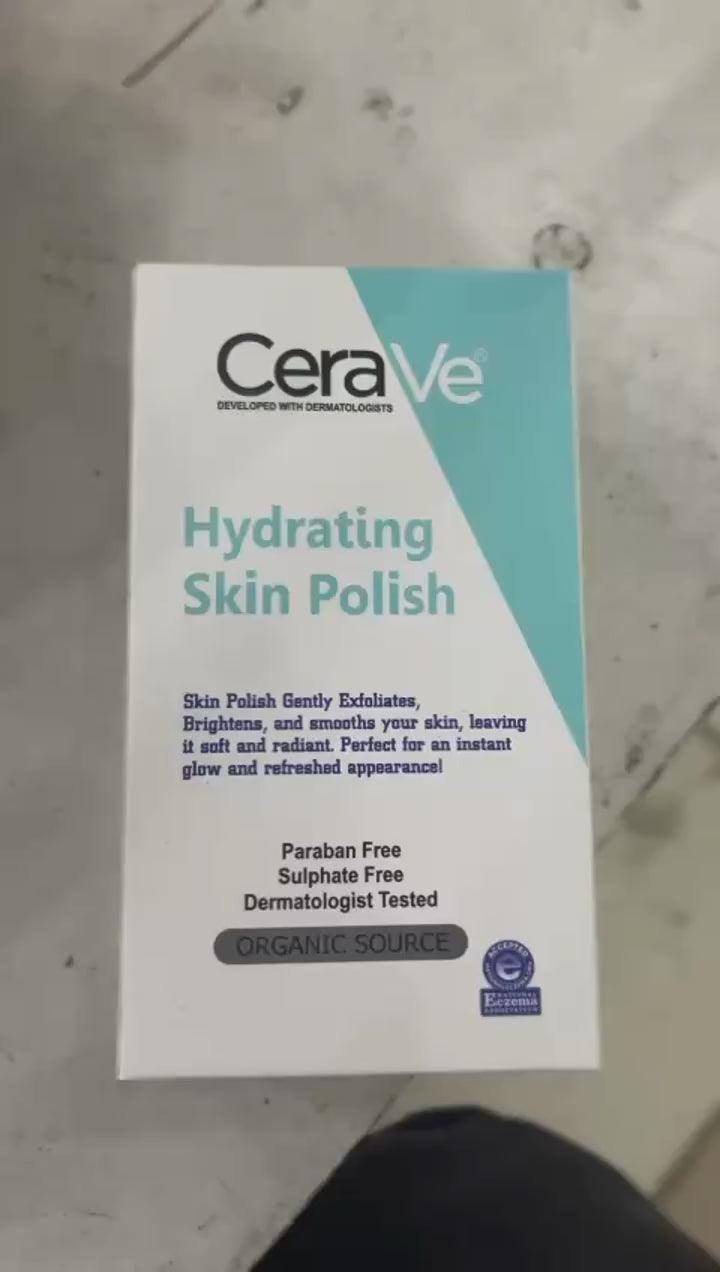 CeraVe®
DEVELOPED WITH DERMATOLOGISTS
Hydrating
Skin Polish
Skin Polish Gently Exfoliates,
Brightens, and smooths your skin, leaving
it soft and radiant. Perfect for an instant
glow and refreshed appearance!
Paraban Free
Sulphate Free
Dermatologist Tested
ORGANIC SOURCE
ACCEPTED
e
NATIONAL
Eczema
ASSOCIATION